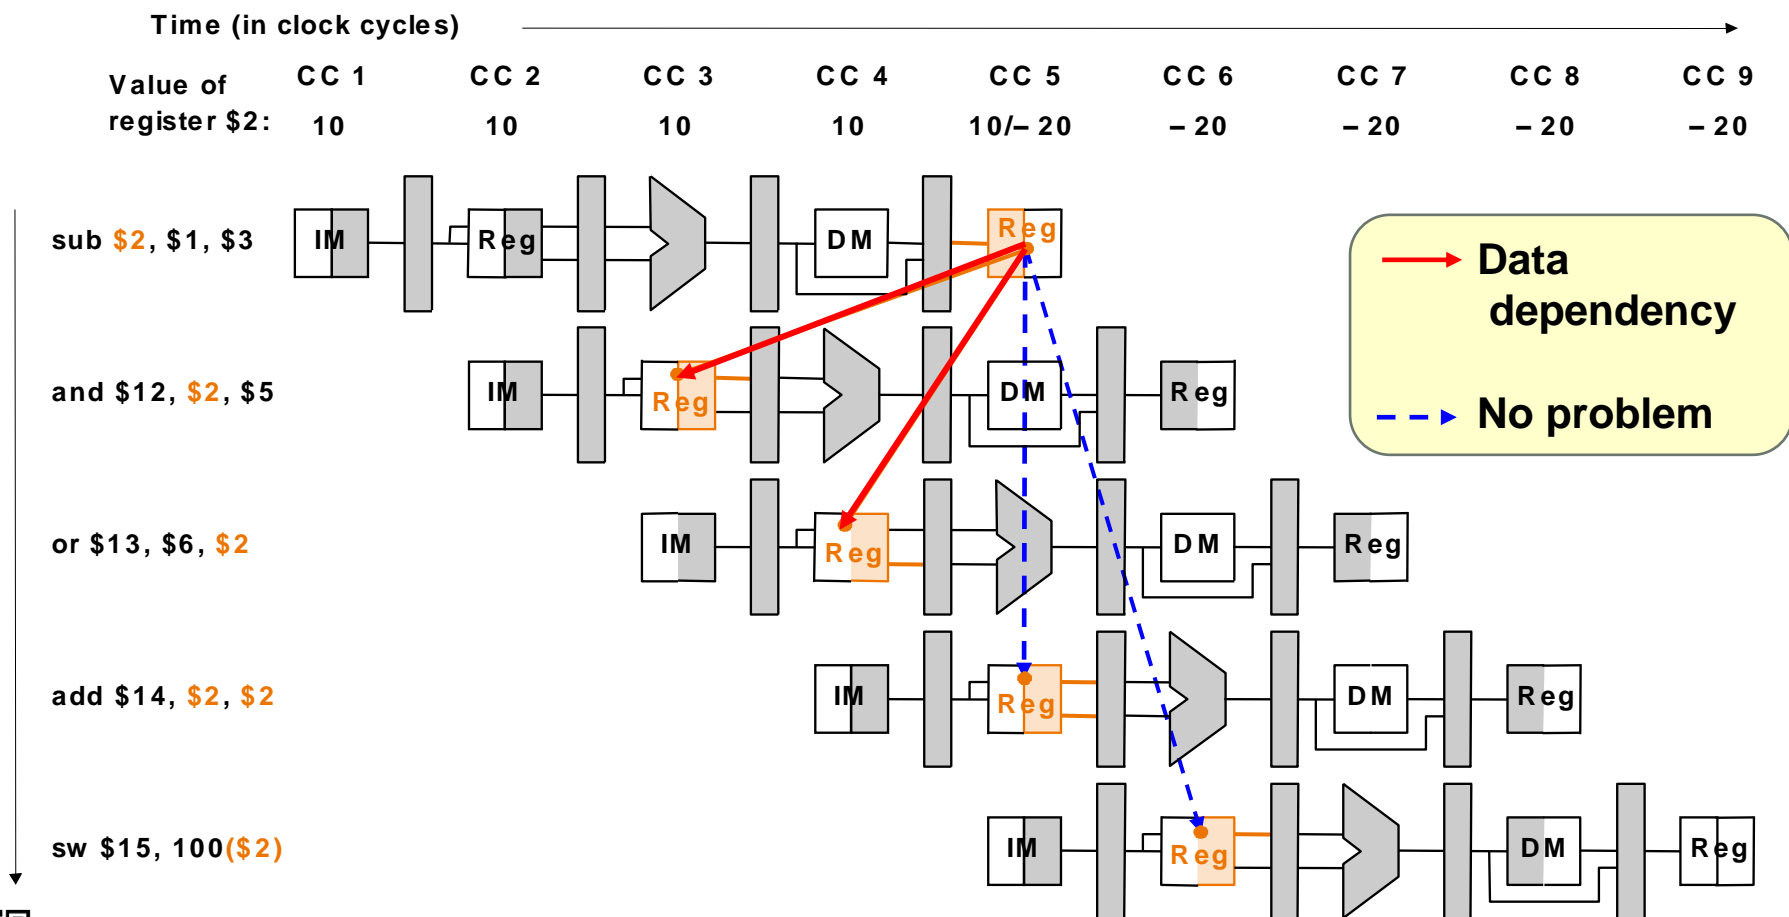 Time (in clock cycles)
Value of register $2:
CC 1 CC 2 CC 3 CC 4 CC 5 CC 6 CC 7 CC 8 CC 9
10 10 10 10 10/– 20 – 20 – 20 – 20 – 20
sub $2, $1, $3 IM Reg DM Reg
Data
dependency
and $12, $2, $5 IM Reg DM Reg
No problem
or $13, $6, $2 IM Reg DM Reg
add $14, $2, $2 IM Reg DM Reg
sw $15, 100($2) IM Reg DM Reg